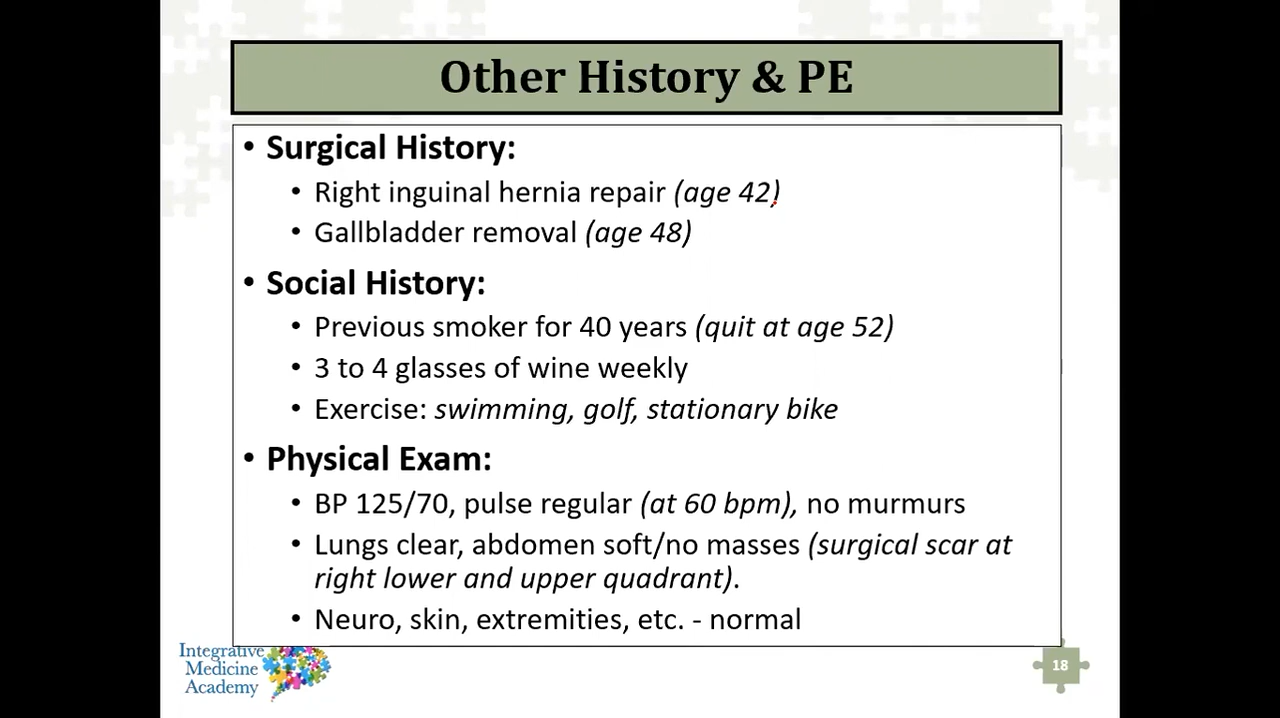 Other History & PE
• Surgical History:
• Right inguinal hernia repair (age 42)
• Gallbladder removal (age 48)
• Social History:
• Previous smoker for 40 years (quit at age 52)
• 3 to 4 glasses of wine weekly
• Exercise: swimming, golf, stationary bike
• Physical Exam:
• BP 125/70, pulse regular (at 60 bpm), no murmurs
• Lungs clear, abdomen soft/no masses (surgical scar at
right lower and upper quadrant).
• Neuro, skin, extremities, etc. - normal
Integrative
Medicine
Academy
18